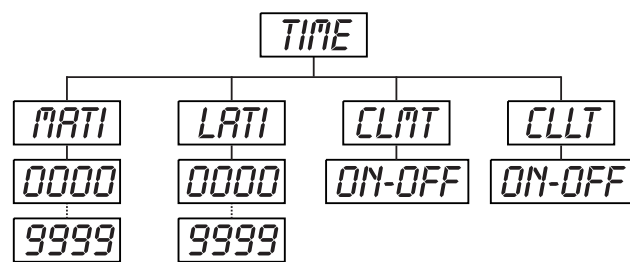 TIME
MATI LATI CLMT CLLT
0000 0000 ON-OFF ON-OFF
9999 9999